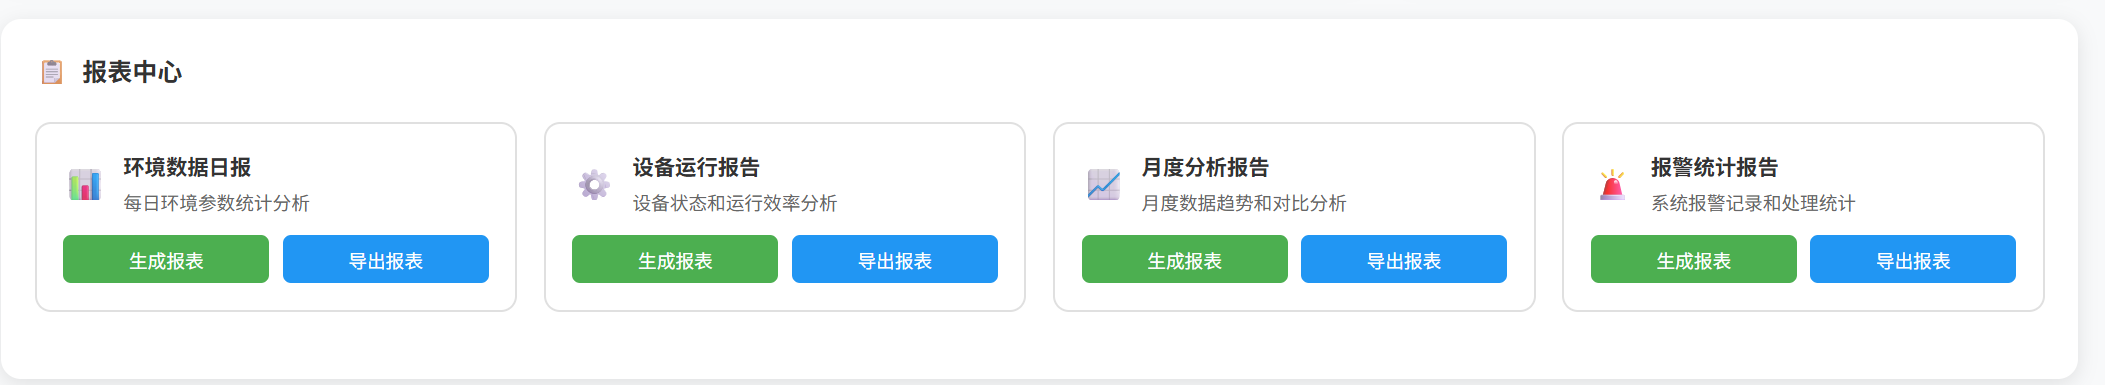 报表中心
环境数据日报
每日环境参数统计分析
生成报表 导出报表
设备运行报告
设备状态和运行效率分析
生成报表 导出报表
月度分析报告
月度数据趋势和对比分析
生成报表 导出报表
报警统计报告
系统报警记录和处理统计
生成报表 导出报表